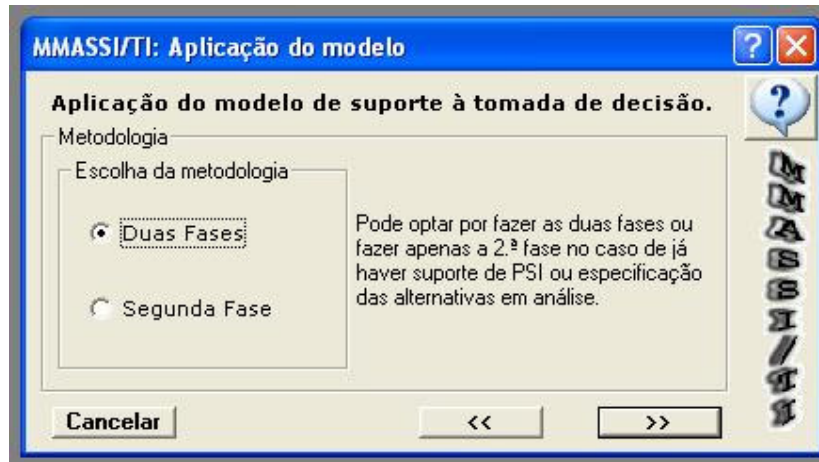 MMASSI/TI: Aplicação do modelo
Aplicação do modelo de suporte à tomada de decisão.
Metodologia
Escolha da metodologia
Duas Fases
Segunda Fase
Pode optar por fazer as duas fases ou
fazer apenas a 2.ª fase no caso de já
haver suporte de PSI ou especificação
das alternativas em análise.
Cancelar
<<
>>
?
MMASSI/TI